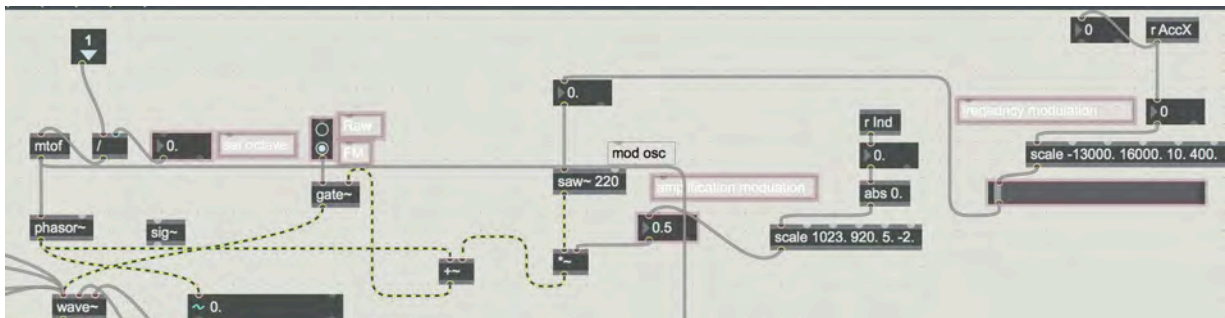 1
0
r AccX
0.
Raw
FM
mtof
/
0.
set octave
mod osc
r Ind
0.
freqeuncy modulation
0
scale -13000. 16000. 10. 400.
gate~
saw~ 220
amplification moduation
abs 0.
phasor~
sig~
0.5
scale 1023. 920. 5. -2.
+~
*~
wave~
~ 0.